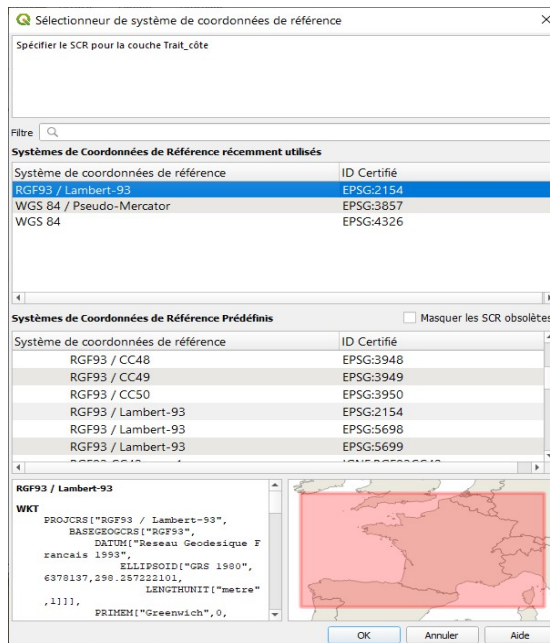 Sélectionneur de système de coordonnées de référence
Spécifier le SCR pour la couche Trait_côte
Filtre
Systèmes de Coordonnées de Référence récemment utilisés
Système de coordonnées de référence ID Certifié
RGF93 / Lambert-93 EPSG:2154
WGS 84 / Pseudo-Mercator EPSG:3857
WGS 84 EPSG:4326
Systèmes de Coordonnées de Référence Prédéfinis Masquer les SCR obsolètes
Système de coordonnées de référence ID Certifié
RGF93 / CC48 EPSG:3948
RGF93 / CC49 EPSG:3949
RGF93 / CC50 EPSG:3950
RGF93 / Lambert-93 EPSG:2154
RGF93 / Lambert-93 EPSG:5698
RGF93 / Lambert-93 EPSG:5699
RGF93 / Lambert-93
WKT
PROJCRS["RGF93 / Lambert-93",
BASEGEOGCRS["RGF93",
DATUM["Reseau Geodesique F
rancais 1993",
ELLIPSOID["GRS 1980",
6378137,298.257222101,
LENGTHUNIT["metre"
,1]]],
PRIMEM["Greenwich",0,
OK Annuler Aide